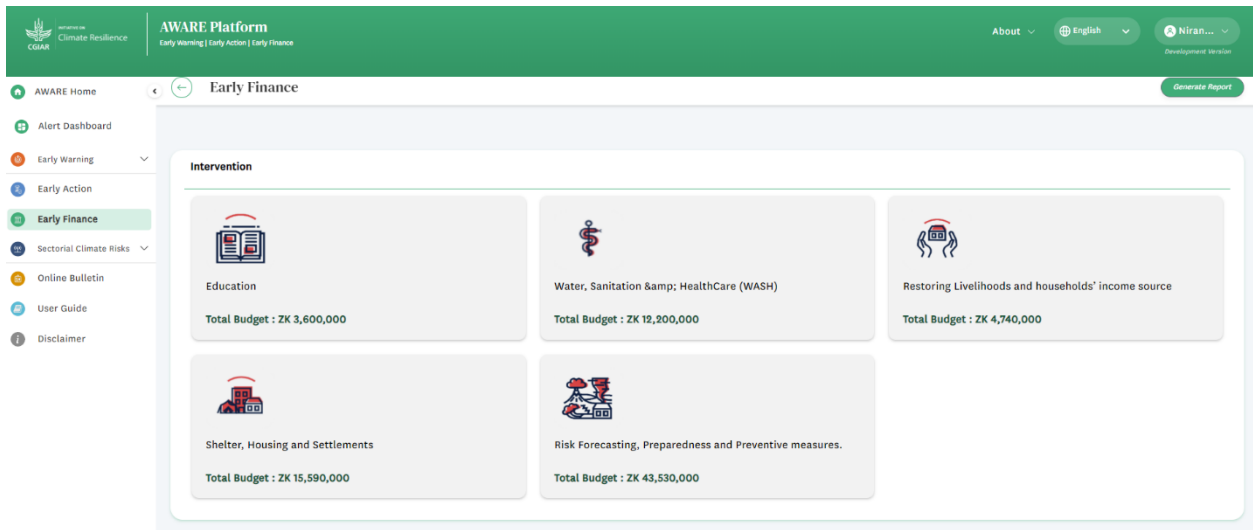 INITIATIVE ON
Climate Resilience
CGIAR
AWARE Platform
Early Warning | Early Action | Early Finance
About
English
Niran...
Development Version
AWARE Home
Early Finance
Generate Report
Alert Dashboard
Early Warning
Early Action
Early Finance
Sectorial Climate Risks
Online Bulletin
User Guide
Disclaimer
Intervention
Education
Total Budget : ZK 3,600,000
Water, Sanitation &amp; HealthCare (WASH)
Total Budget : ZK 12,200,000
Restoring Livelihoods and households’ income source
Total Budget : ZK 4,740,000
Shelter, Housing and Settlements
Total Budget : ZK 15,590,000
Risk Forecasting, Preparedness and Preventive measures.
Total Budget : ZK 43,530,000